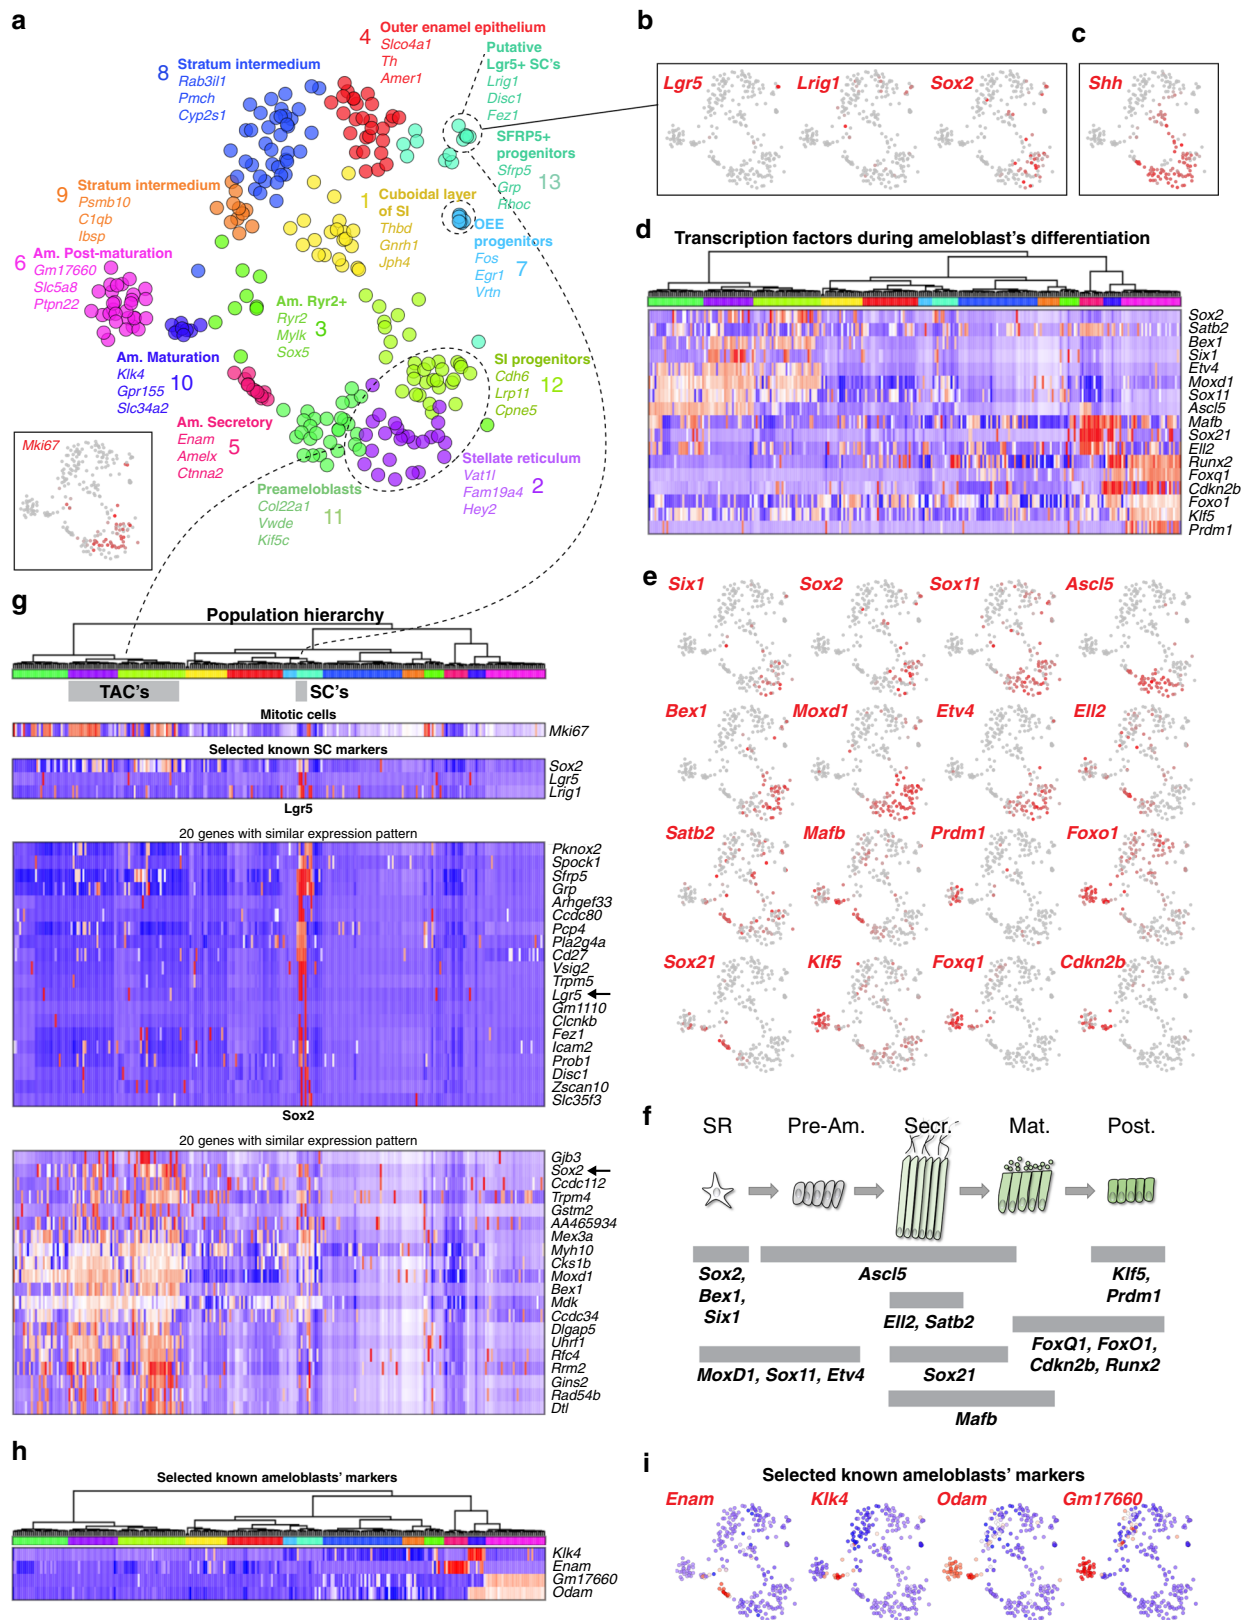 a
4
Outer enamel epithelium
Slco4a1
Th
Amer1
8
Stratum intermedium
Rab3il1
Pmch
Cyp2s1
Putative
Lgr5+ SC's
Lrig1
Disc1
Fez1
SFRP5+
progenitors
Sfrp5
Grp
Rhoc
13
9
Stratum intermedium
Psmb10
C1qb
Ibsp
1
Cuboidal layer
of SI
Thbd
Gnrh1
Jph4
OEE
progenitors
Fos
Egr1
Vrtn
7
6
Am. Post-maturation
Gm17660
Slc5a8
Ptpn22
Am. Ryr2+
Ryr2
Mylk
Sox5
3
Am. Maturation
Klk4
Gpr155
Slc34a2
10
SI progenitors
Cdh6
Lrp11
Cpne5
12
Am. Secretory
Enam
Amelx
Ctnna2
5
Stellate reticulum
Vat1l
Fam19a4
Hey2
2
Preameloblasts
Col22a1
Vwde
Kif5c
11
Mki67
b
Lgr5
Lrig1
Sox2
c
Shh
d
Transcription factors during ameloblast's differentiation
Sox2
Satb2
Bex1
Six1
Etv4
Moxd1
Sox11
Ascl5
Mafb
Sox21
Ell2
Runx2
Foxq1
Cdkn2b
Foxo1
Klf5
Prdm1
e
Six1
Sox2
Sox11
Ascl5
Bex1
Moxd1
Etv4
Ell2
Satb2
Mafb
Prdm1
Foxo1
Sox21
Klf5
Foxq1
Cdkn2b
f
SR
Pre-Am.
Secr.
Mat.
Post.
Sox2,
Bex1,
Six1
Ascl5
Klf5,
Prdm1
Ell2, Satb2
FoxQ1, FoxO1,
Cdkn2b, Runx2
MoxD1, Sox11, Etv4
Sox21
Mafb
g
Population hierarchy
TAC's
SC's
Mitotic cells
Mki67
Selected known SC markers
Sox2
Lgr5
Lrig1
Lgr5
20 genes with similar expression pattern
Pknox2
Spock1
Sfrp5
Grp
Arhgef33
Ccdc80
Pcp4
Pla2g4a
Cd27
Vsig2
Trpm5
Lgr5
Gm1110
Clcnkb
Fez1
Icam2
Prob1
Disc1
Zscan10
Slc35f3
Sox2
20 genes with similar expression pattern
Gjb3
Sox2
Ccdc112
Trpm4
Gstm2
AA465934
Mex3a
Myh10
Cks1b
Moxd1
Bex1
Mdk
Ccdc34
Dlgap5
Uhrf1
Rfc4
Rrm2
Gins2
Rad54b
Dtl
h
Selected known ameloblasts' markers
Klk4
Enam
Gm17660
Odam
i
Selected known ameloblasts' markers
Enam
Klk4
Odam
Gm17660